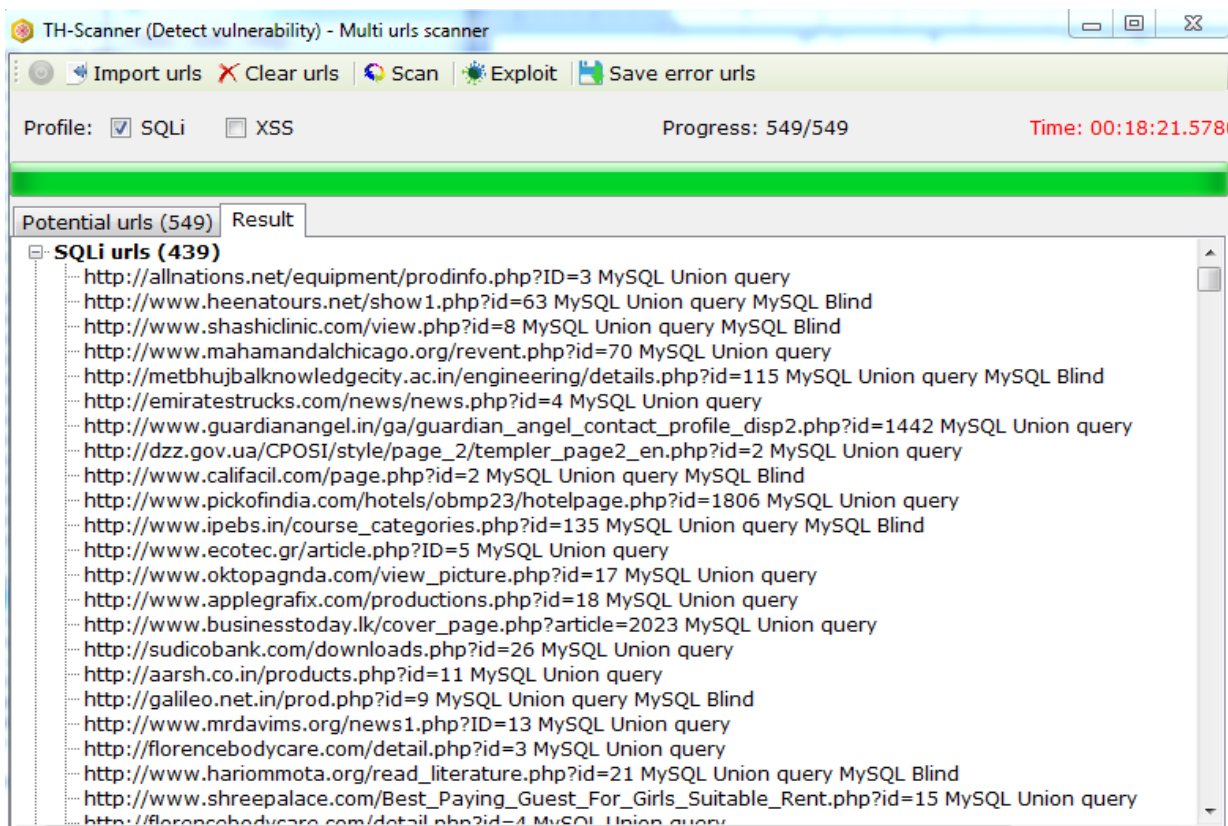 TH-Scanner (Detect vulnerability) - Multi urls scanner
Import urls Clear urls Scan Exploit Save error urls
Profile: SQLi XSS Progress: 549/549 Time: 00:18:21.578
Potential urls (549) Result
SQLi urls (439)
http://allnations.net/equipment/prodinfo.php?ID=3 MySQL Union query
http://www.heenatours.net/show1.php?id=63 MySQL Union query MySQL Blind
http://www.shashiclinic.com/view.php?id=8 MySQL Union query MySQL Blind
http://www.mahamandalchicago.org/revent.php?id=70 MySQL Union query
http://metbhujbalknowledgecity.ac.in/engineering/details.php?id=115 MySQL Union query MySQL Blind
http://emiratestrucks.com/news/news.php?id=4 MySQL Union query
http://www.guardianangel.in/ga/guardian_angel_contact_profile_disp2.php?id=1442 MySQL Union query
http://dzz.gov.ua/CPOSI/style/page_2/templer_page2_en.php?id=2 MySQL Union query
http://www.califacil.com/page.php?id=2 MySQL Union query MySQL Blind
http://www.pickofindia.com/hotels/obmp23/hotelpage.php?id=1806 MySQL Union query
http://www.ipebs.in/course_categories.php?id=135 MySQL Union query MySQL Blind
http://www.ecotec.gr/article.php?ID=5 MySQL Union query
http://www.oktopagnda.com/view_picture.php?id=17 MySQL Union query
http://www.applegrafix.com/productions.php?id=18 MySQL Union query
http://www.businesstoday.lk/cover_page.php?article=2023 MySQL Union query
http://sudicobank.com/downloads.php?id=26 MySQL Union query
http://aarsh.co.in/products.php?id=11 MySQL Union query
http://galileo.net.in/prod.php?id=9 MySQL Union query MySQL Blind
http://www.mrdavims.org/news1.php?ID=13 MySQL Union query
http://florencebodycare.com/detail.php?id=3 MySQL Union query
http://www.hariommota.org/read_literature.php?id=21 MySQL Union query MySQL Blind
http://www.shreepalace.com/Best_Paying_Guest_For_Girls_Suitable_Rent.php?id=15 MySQL Union query
http://florencebodycare.com/detail.php?id=4 MySQL Union query